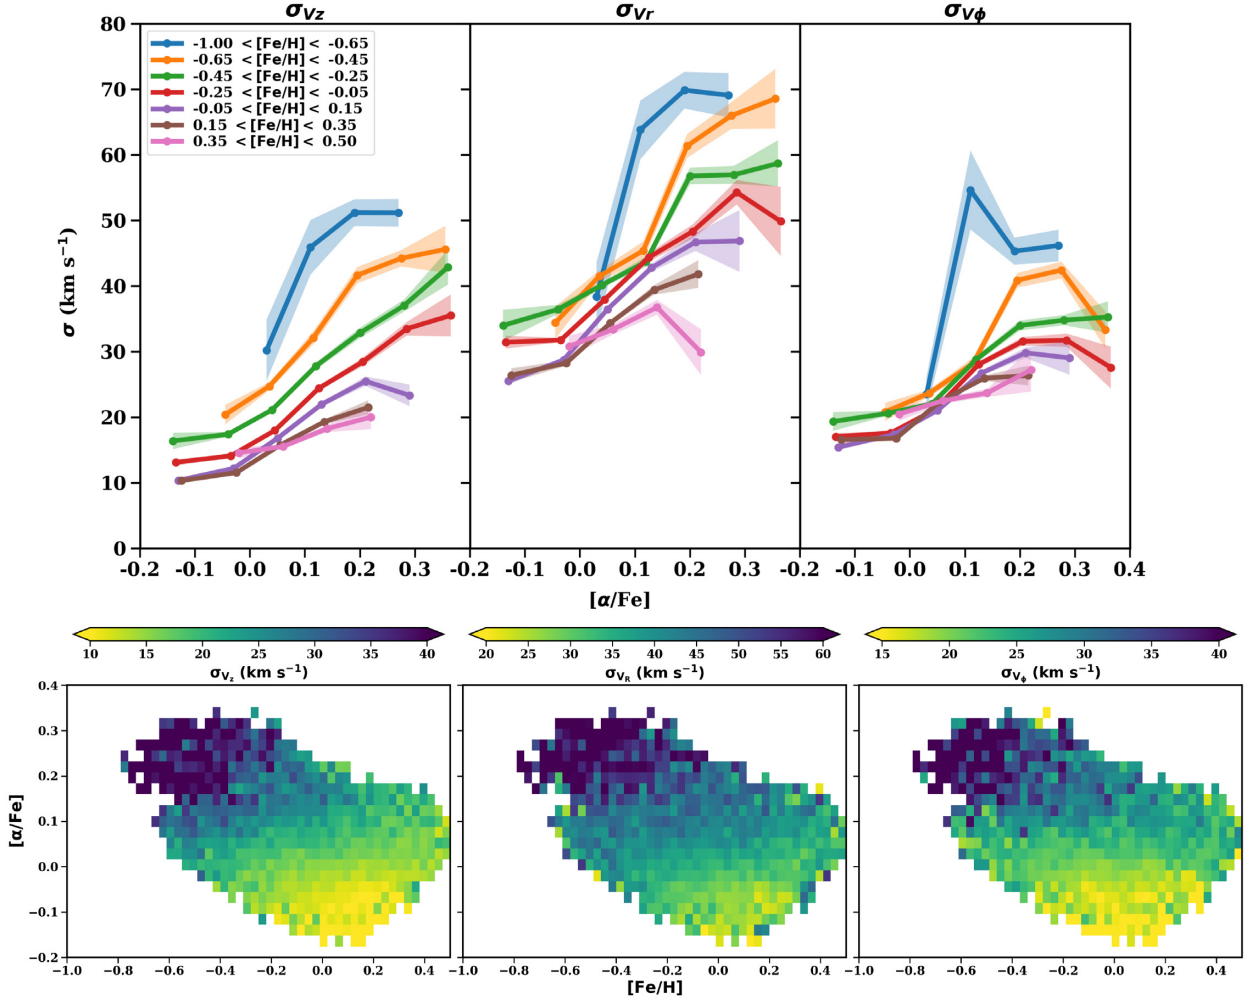 σVz σVr σVϕ
80
70
60
50
40
30
20
10
0
σ (km s⁻¹)
-1.00 < [Fe/H] < -0.65
-0.65 < [Fe/H] < -0.45
-0.45 < [Fe/H] < -0.25
-0.25 < [Fe/H] < -0.05
-0.05 < [Fe/H] < 0.15
0.15 < [Fe/H] < 0.35
0.35 < [Fe/H] < 0.50
-0.2 -0.1 0.0 0.1 0.2 0.3 -0.2 -0.1 0.0 0.1 0.2 0.3 -0.2 -0.1 0.0 0.1 0.2 0.3 0.4
[α/Fe]
10 15 20 25 30 35 40 20 25 30 35 40 45 50 55 60 15 20 25 30 35 40
σVz (km s⁻¹) σVR (km s⁻¹) σVϕ (km s⁻¹)
0.4
0.3
0.2
0.1
0.0
−0.1
−0.2
[α/Fe]
−1.0 −0.8 −0.6 −0.4 −0.2 0.0 0.2 0.4 −1.0 −0.8 −0.6 −0.4 −0.2 0.0 0.2 0.4 −1.0 −0.8 −0.6 −0.4 −0.2 0.0 0.2 0.4
[Fe/H]